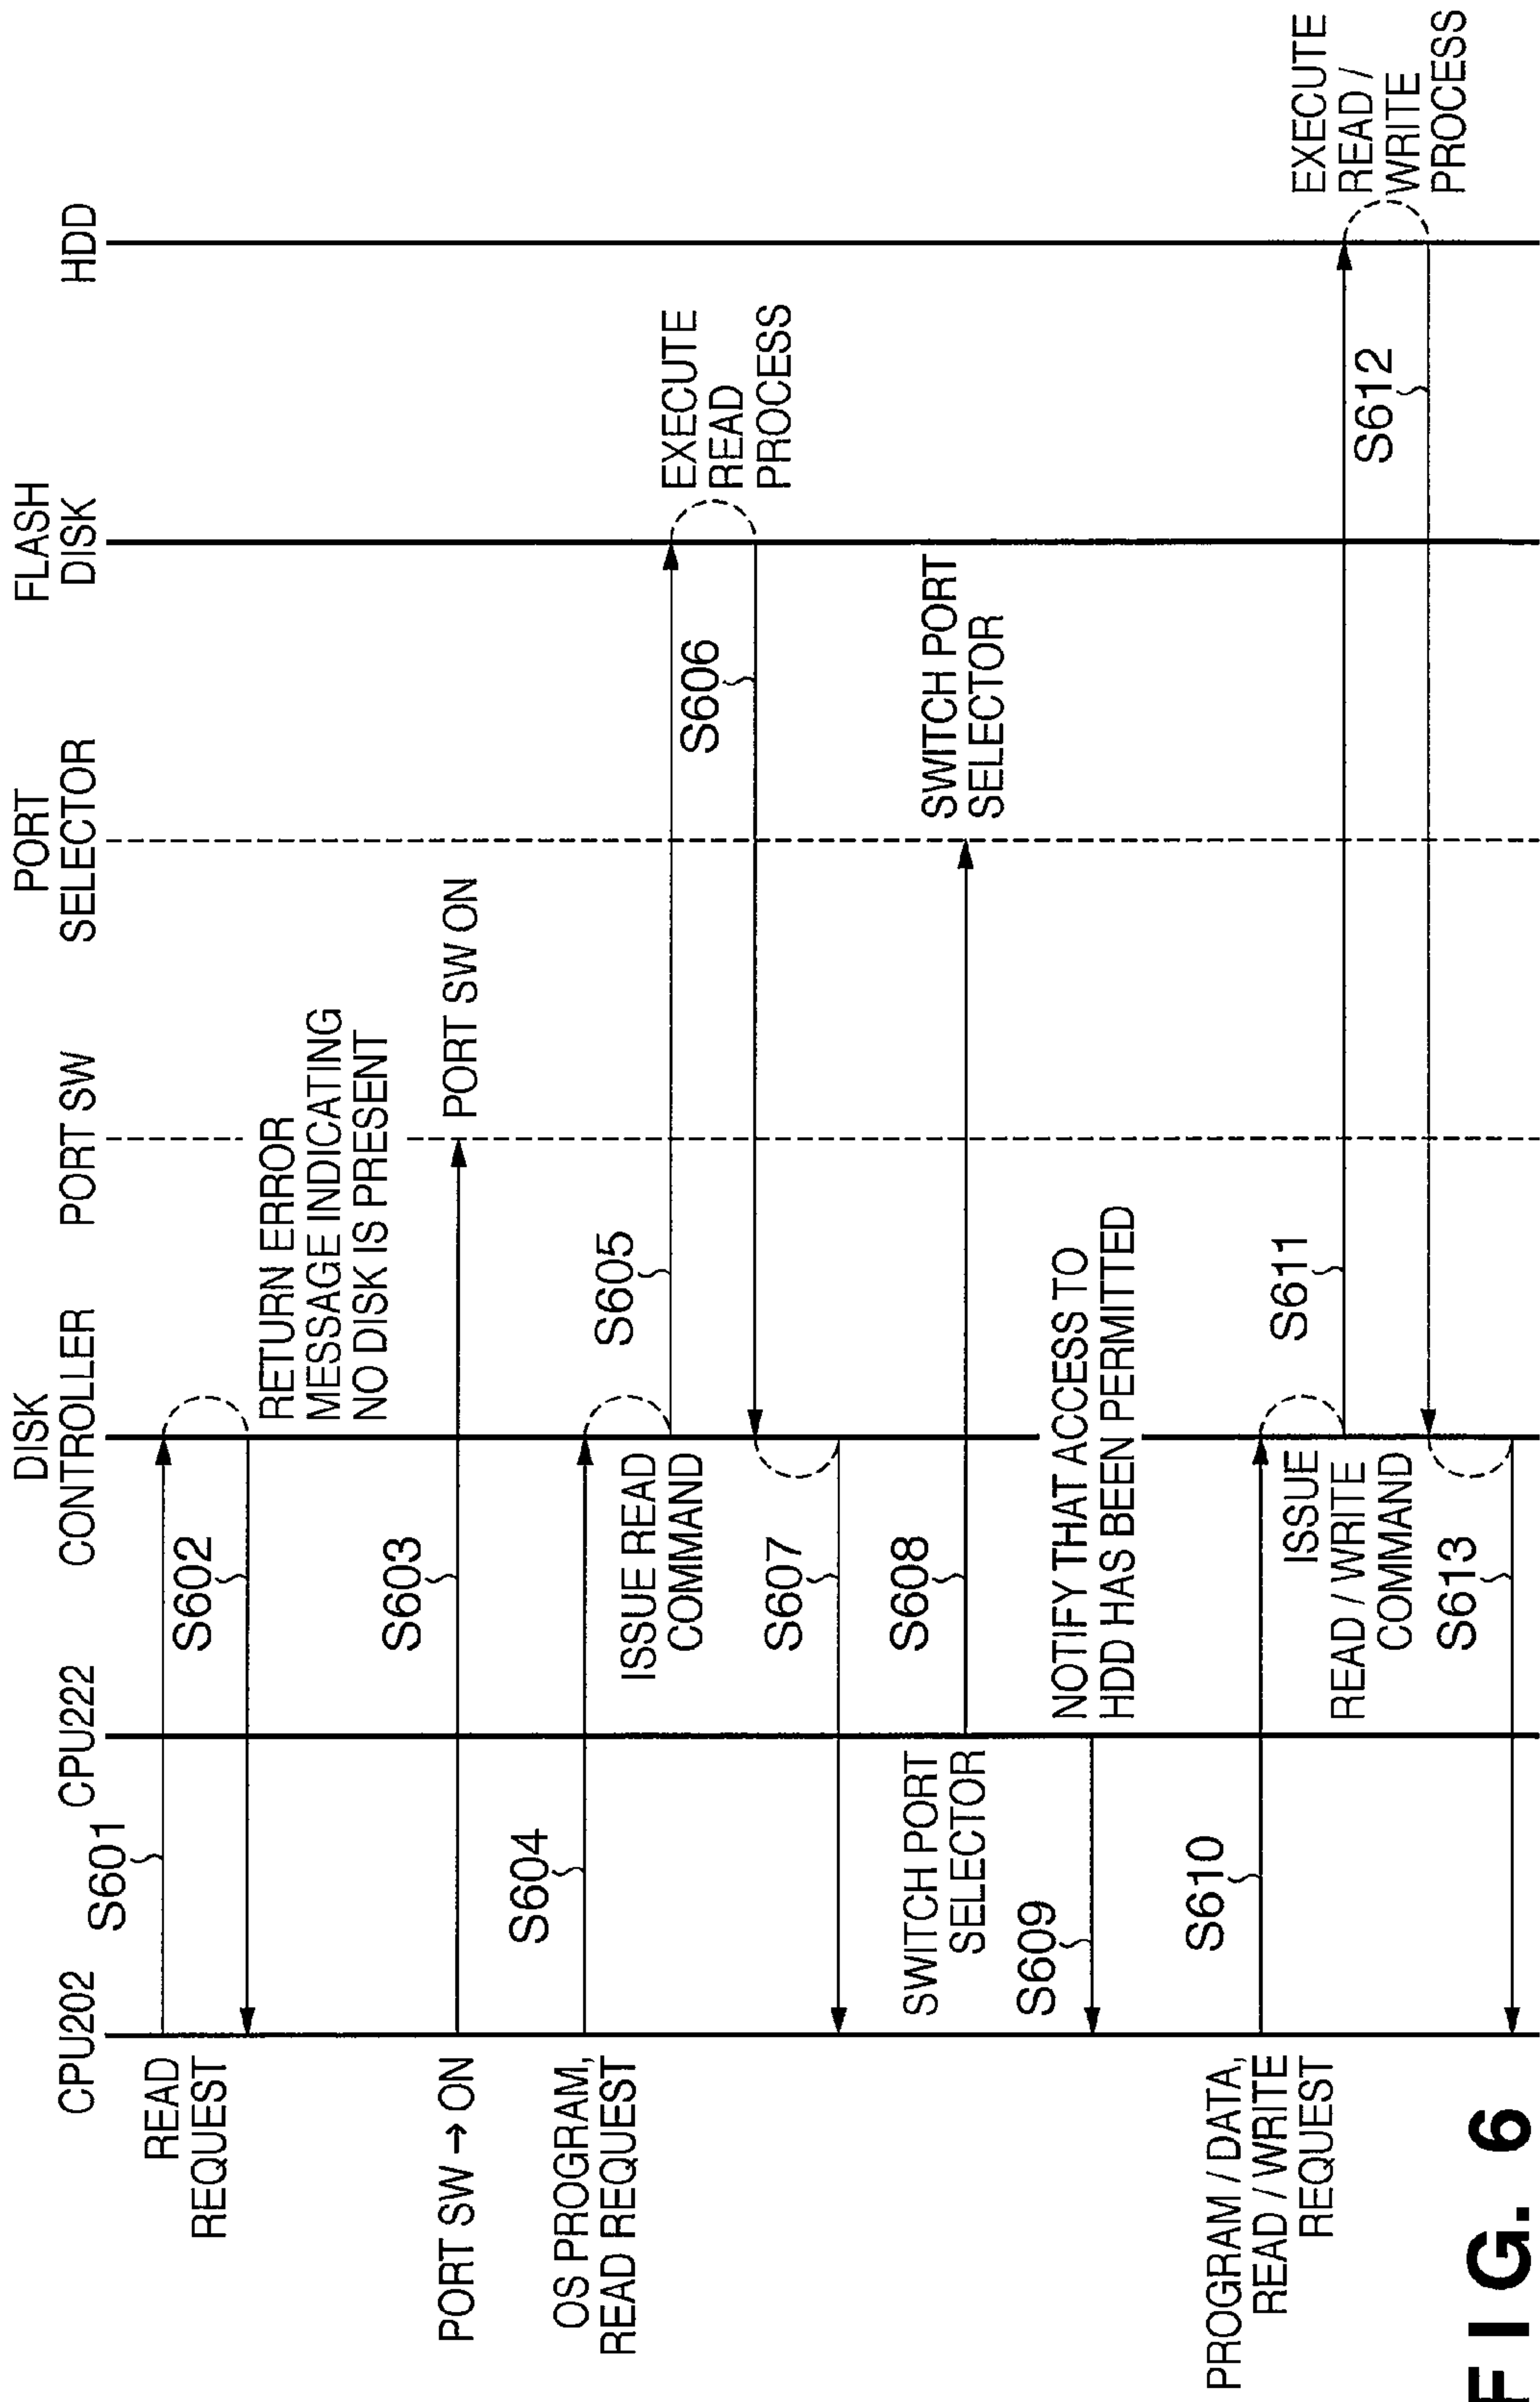 CPU202
CPU222
DISK
CONTROLLER
PORT SW
PORT
SELECTOR
FLASH
DISK
HDD
READ
REQUEST
S601
S602
RETURN ERROR
MESSAGE INDICATING
NO DISK IS PRESENT
PORT SW → ON
S603
PORT SW ON
OS PROGRAM,
READ REQUEST
S604
ISSUE READ
COMMAND
S605
S606
EXECUTE
READ
PROCESS
S607
SWITCH PORT
SELECTOR
S608
SWITCH PORT
SELECTOR
S609
NOTIFY THAT ACCESS TO
HDD HAS BEEN PERMITTED
PROGRAM / DATA,
READ / WRITE
REQUEST
S610
ISSUE
READ / WRITE
COMMAND
S611
S612
EXECUTE
READ /
WRITE
PROCESS
S613
FIG. 6